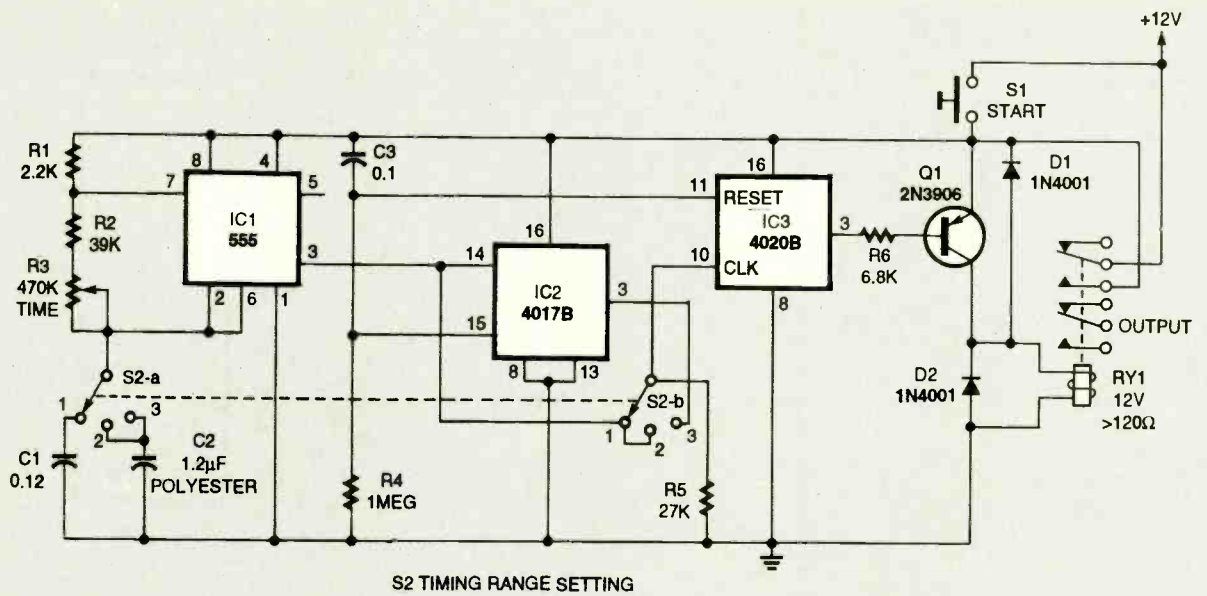 +12V
S1
START
R1
2.2K
8
4
C3
0.1
16
16
D1
1N4001
Q1
2N3906
7
5
11
RESET
IC1
555
IC3
4020B
3
R2
39K
3
14
16
10
CLK
R6
6.8K
R3
470K
TIME
2
6
1
IC2
4017B
3
8
OUTPUT
15
S2-a
8
13
D2
1N4001
RY1
12V
>120Ω
1
3
2
S2-b
1
2
3
C1
0.12
C2
1.2µF
POLYESTER
R4
1MEG
R5
27K
S2 TIMING RANGE SETTING